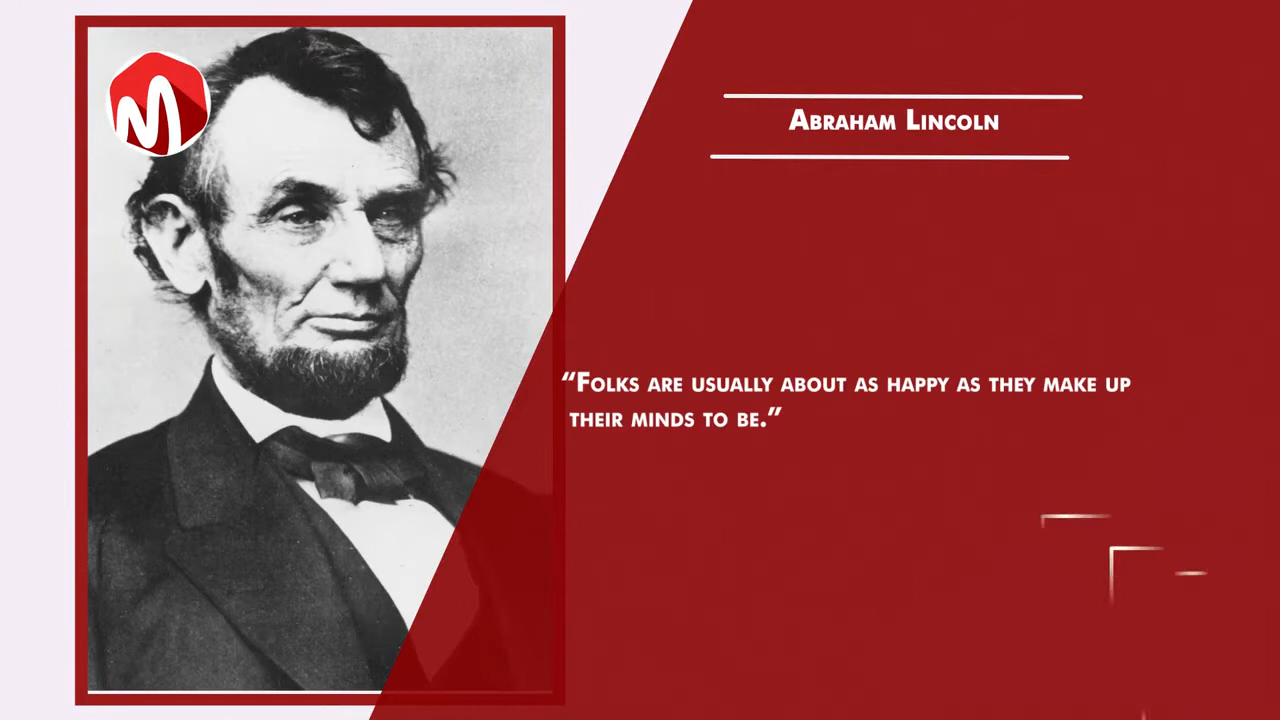 M
Abraham Lincoln
“Folks are usually about as happy as they make up
their minds to be.”